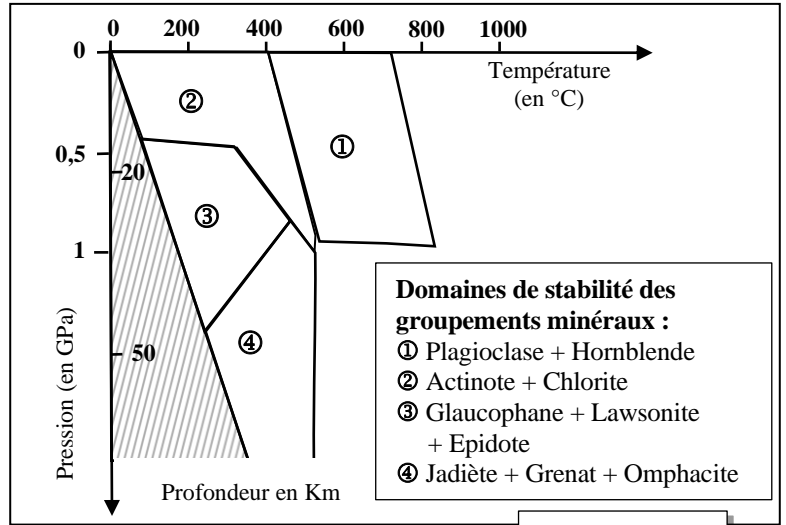 0 200 400 600 800 1000
0
Température
(en °C)
②
①
0,5
20
③
1
Domaines de stabilité des
groupements minéraux :
① Plagioclase + Hornblende
② Actinote + Chlorite
③ Glaucophane + Lawsonite
+ Epidote
④ Jadiète + Grenat + Omphacite
④
50
Pression (en GPa)
Profondeur en Km